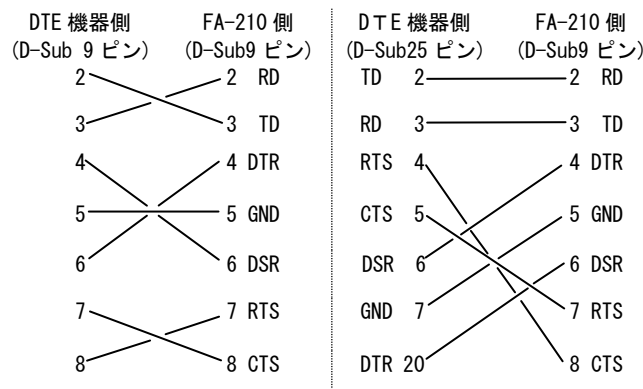 DTE 機器側 FA-210 側 DTE 機器側 FA-210 側
(D-Sub 9 ピン) (D-Sub9 ピン) (D-Sub25 ピン) (D-Sub9 ピン)
2 2 RD TD 2 2 RD
3 3 TD RD 3 3 TD
4 4 DTR RTS 4 4 DTR
5 5 GND CTS 5 5 GND
6 6 DSR DSR 6 6 DSR
7 7 RTS GND 7 7 RTS
8 8 CTS DTR 20 8 CTS